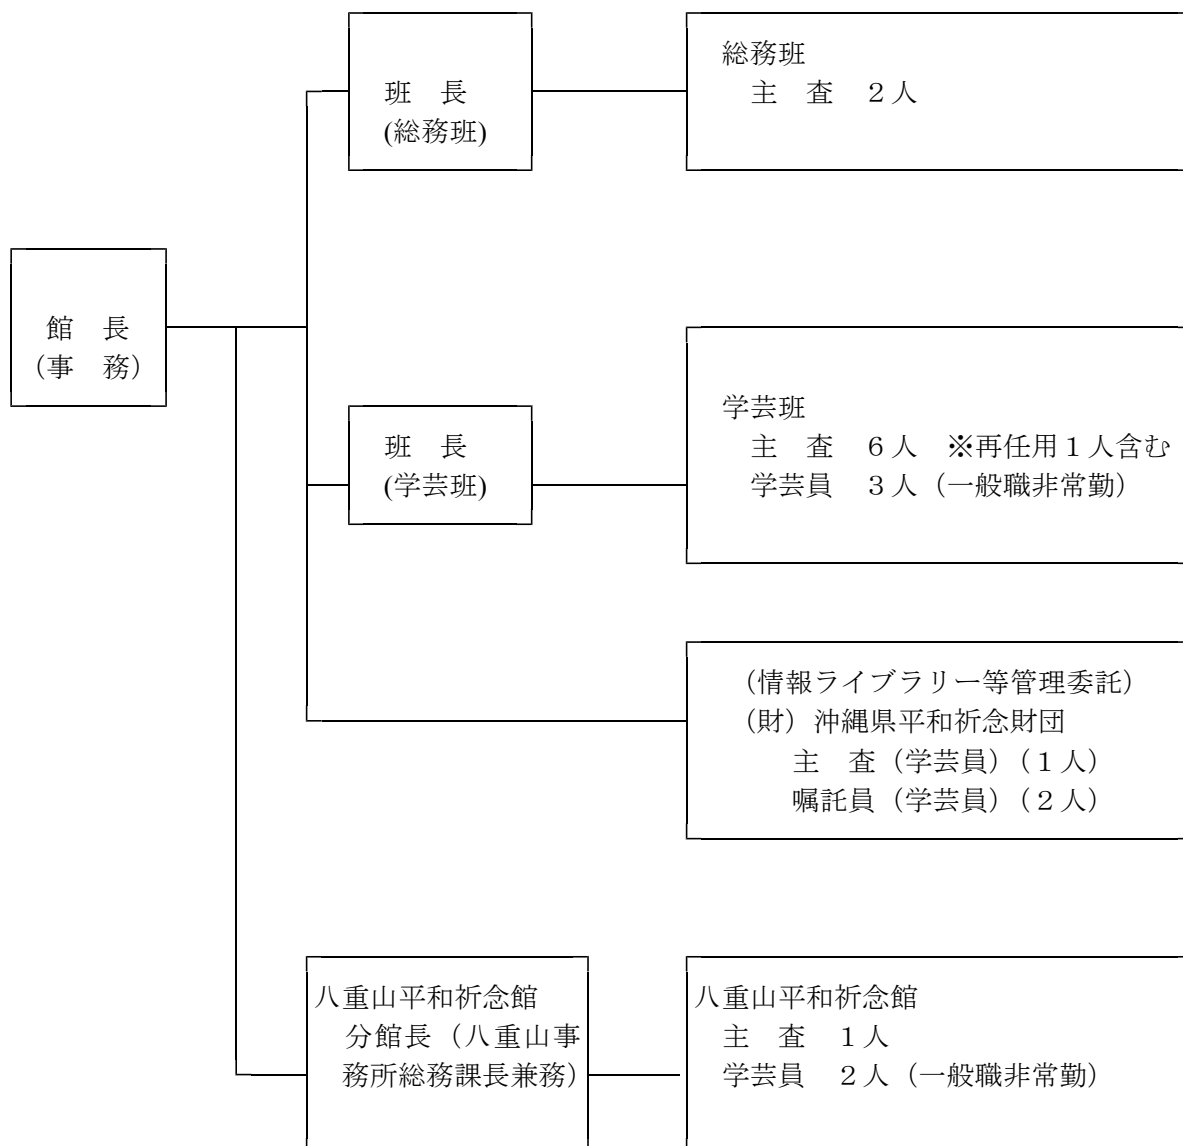 班　長
(総務班)
総務班
主　査　２人
館　長
（事　務）
班　長
(学芸班)
学芸班
主　査　６人　※再任用１人含む
学芸員　３人（一般職非常勤）
（情報ライブラリー等管理委託）
（財）沖縄県平和祈念財団
主　査（学芸員）（１人）
嘱託員（学芸員）（２人）
八重山平和祈念館
分館長（八重山事
務所総務課長兼務）
八重山平和祈念館
主　査　１人
学芸員　２人（一般職非常勤）